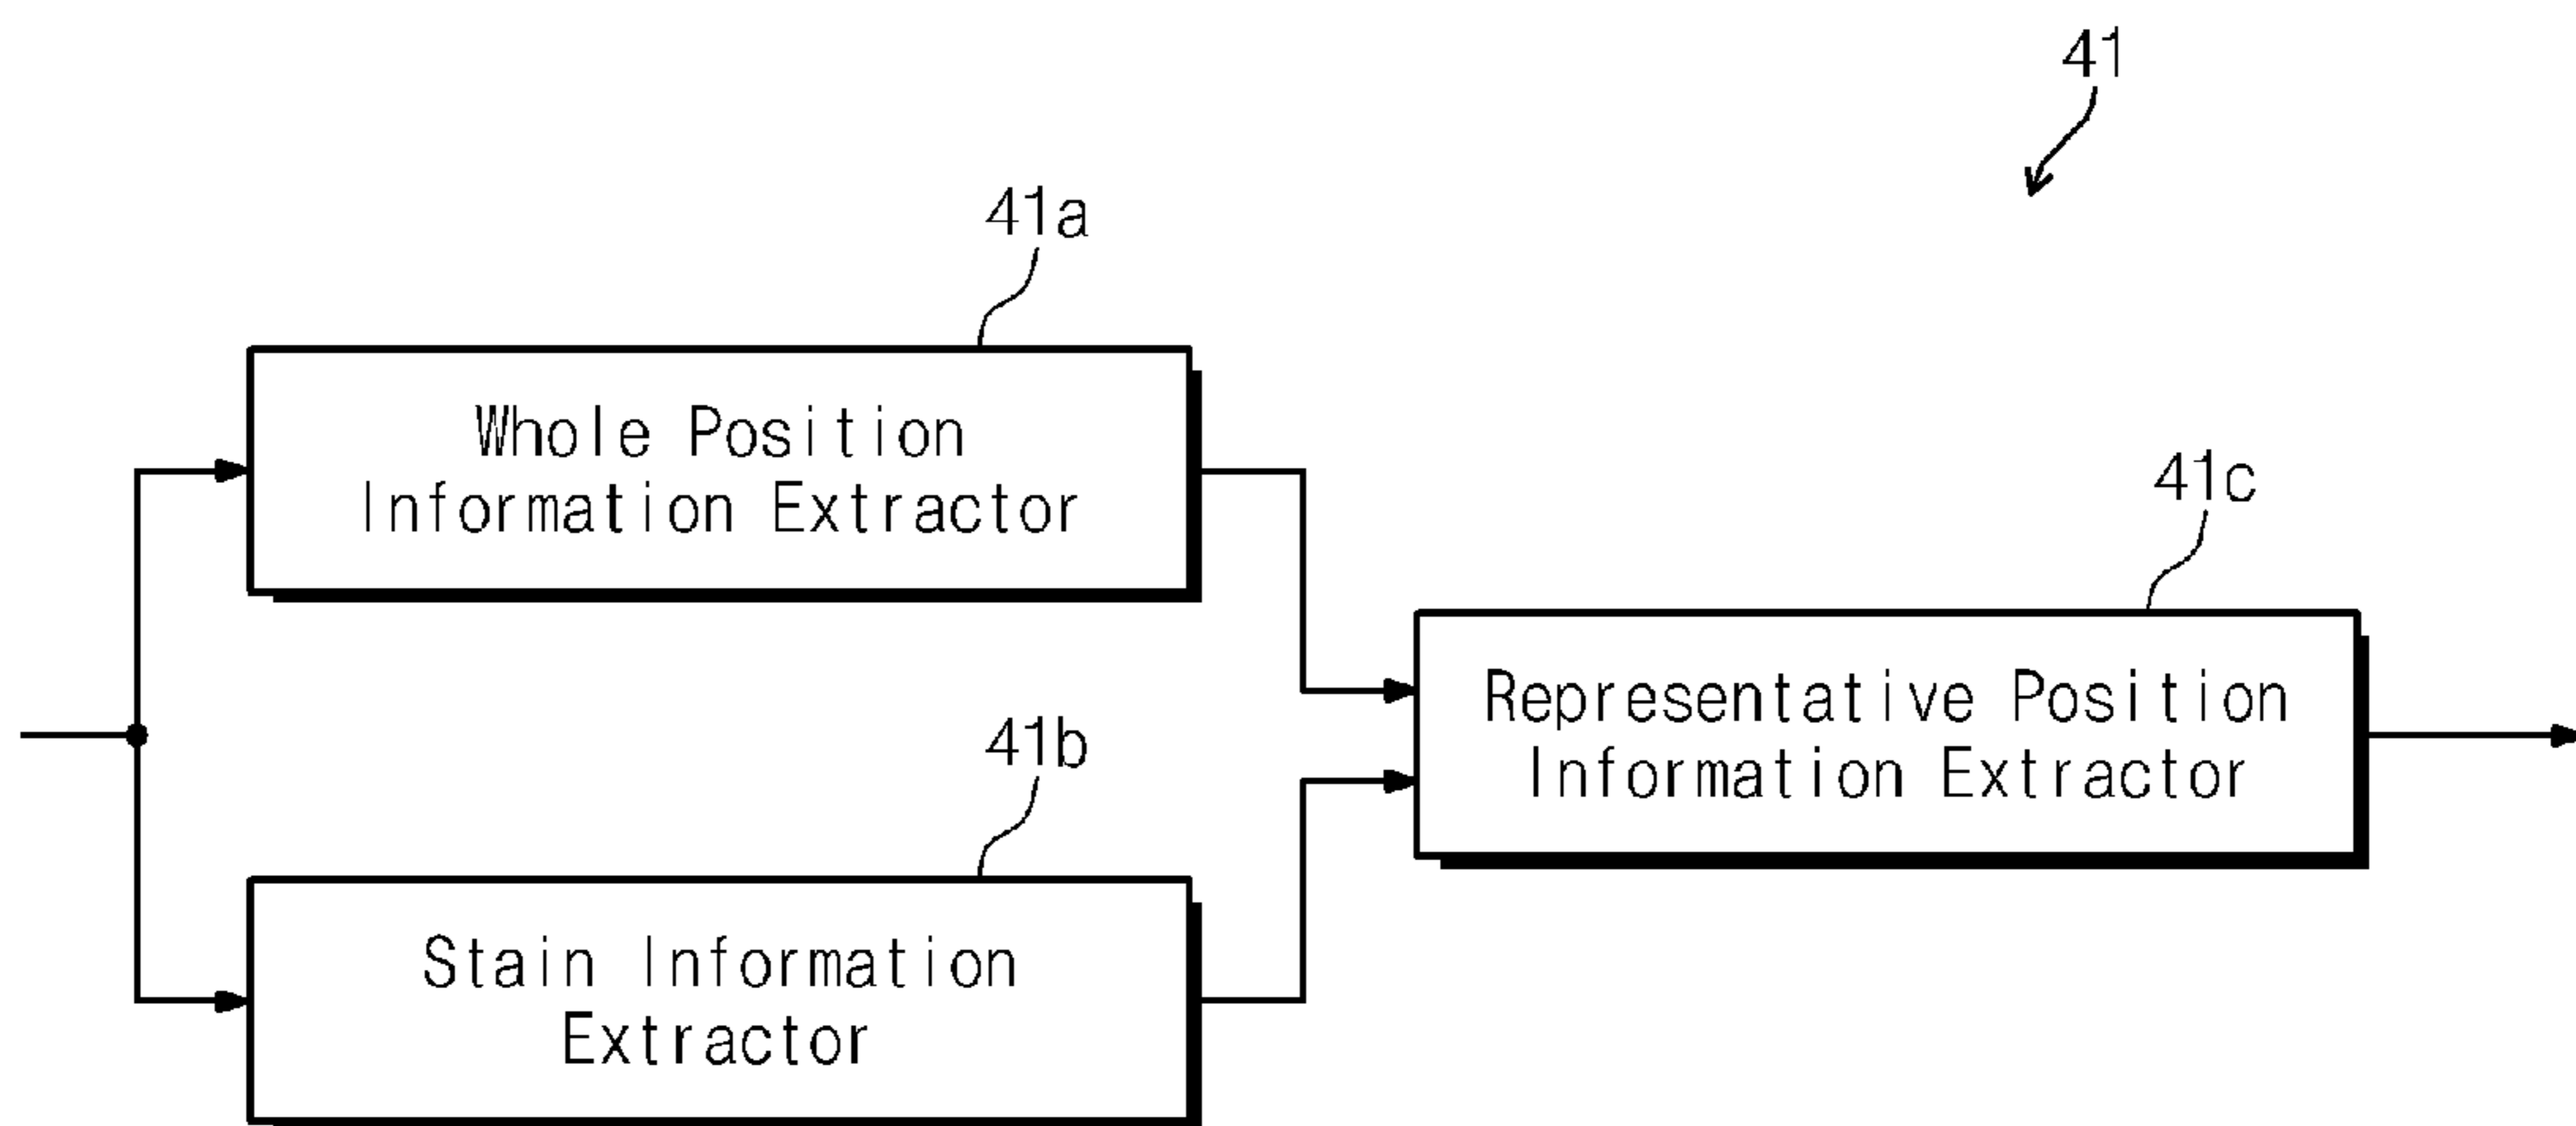 41
41a
Whole Position
Information Extractor
41c
Representative Position
Information Extractor
41b
Stain Information
Extractor